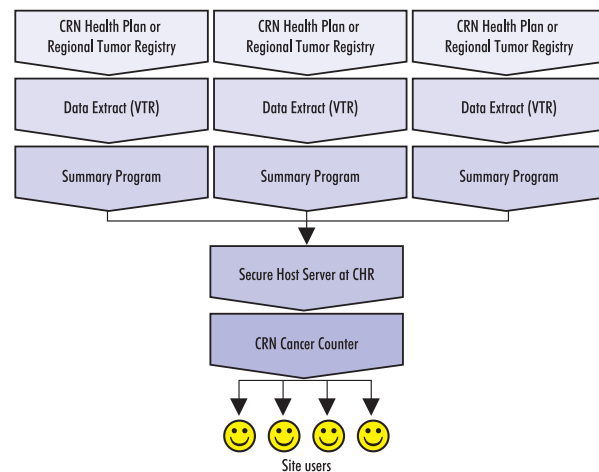 CRN Health Plan or
Regional Tumor Registry
CRN Health Plan or
Regional Tumor Registry
CRN Health Plan or
Regional Tumor Registry
Data Extract (VTR)
Data Extract (VTR)
Data Extract (VTR)
Summary Program
Summary Program
Summary Program
Secure Host Server at CHR
CRN Cancer Counter
Site users